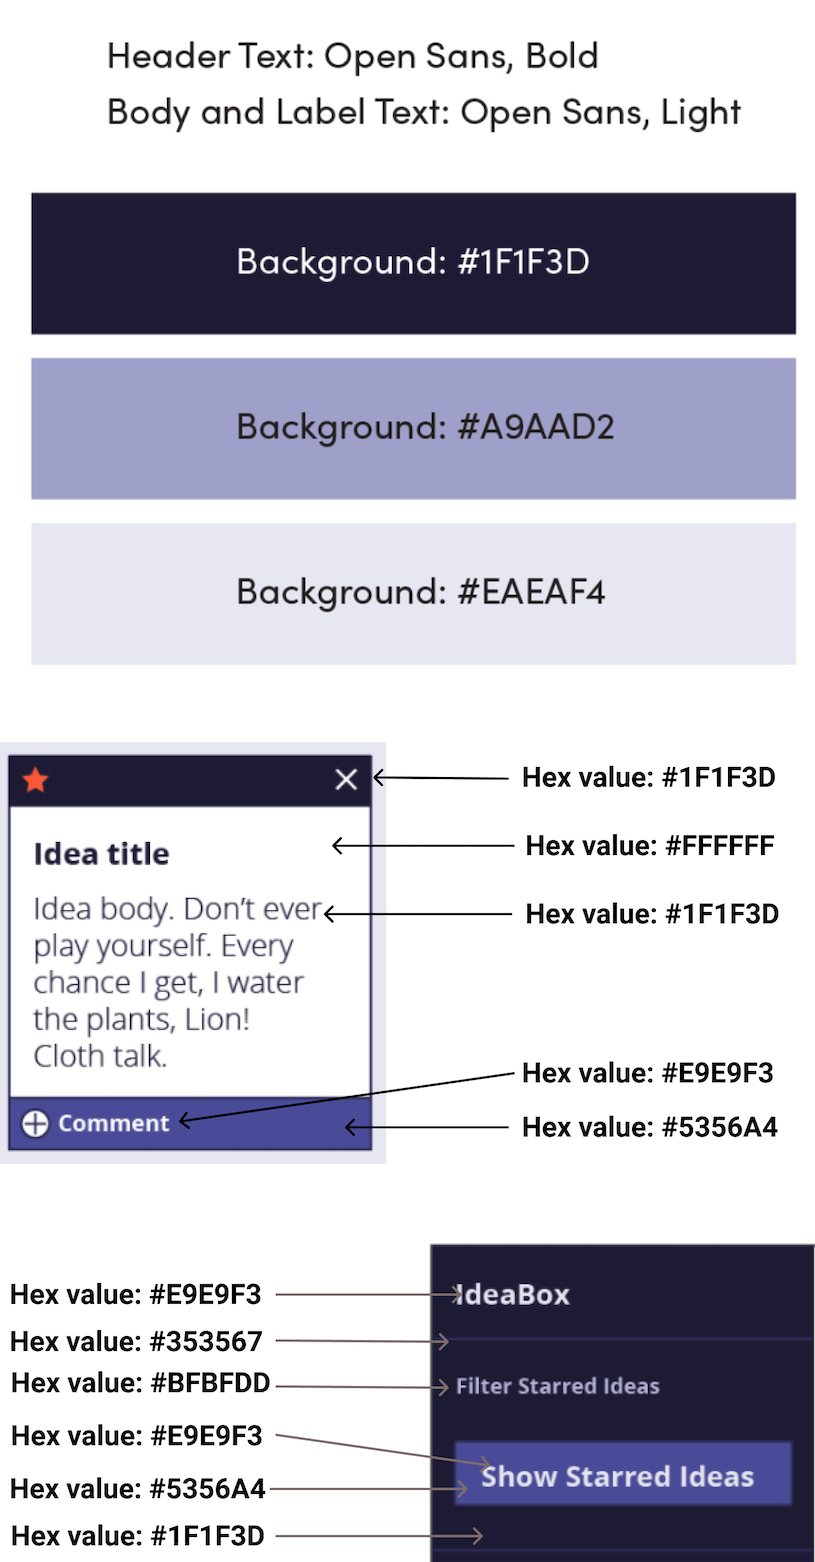 Header Text: Open Sans, Bold
Body and Label Text: Open Sans, Light
Background: #1F1F3D
Background: #A9AAD2
Background: #EAEAF4
Hex value: #1F1F3D
Idea title
Hex value: #FFFFFF
Idea body. Don't ever
Hex value: #1F1F3D
play yourself. Every
chance I get, I water
the plants, Lion!
Cloth talk.
Hex value: #E9E9F3
Comment
Hex value: #5356A4
Hex value: #E9E9F3
IdeaBox
Hex value: #353567
Hex value: #BFBFDD
Filter Starred Ideas
Hex value: #E9E9F3
Show Starred Ideas
Hex value: #5356A4
Hex value: #1F1F3D